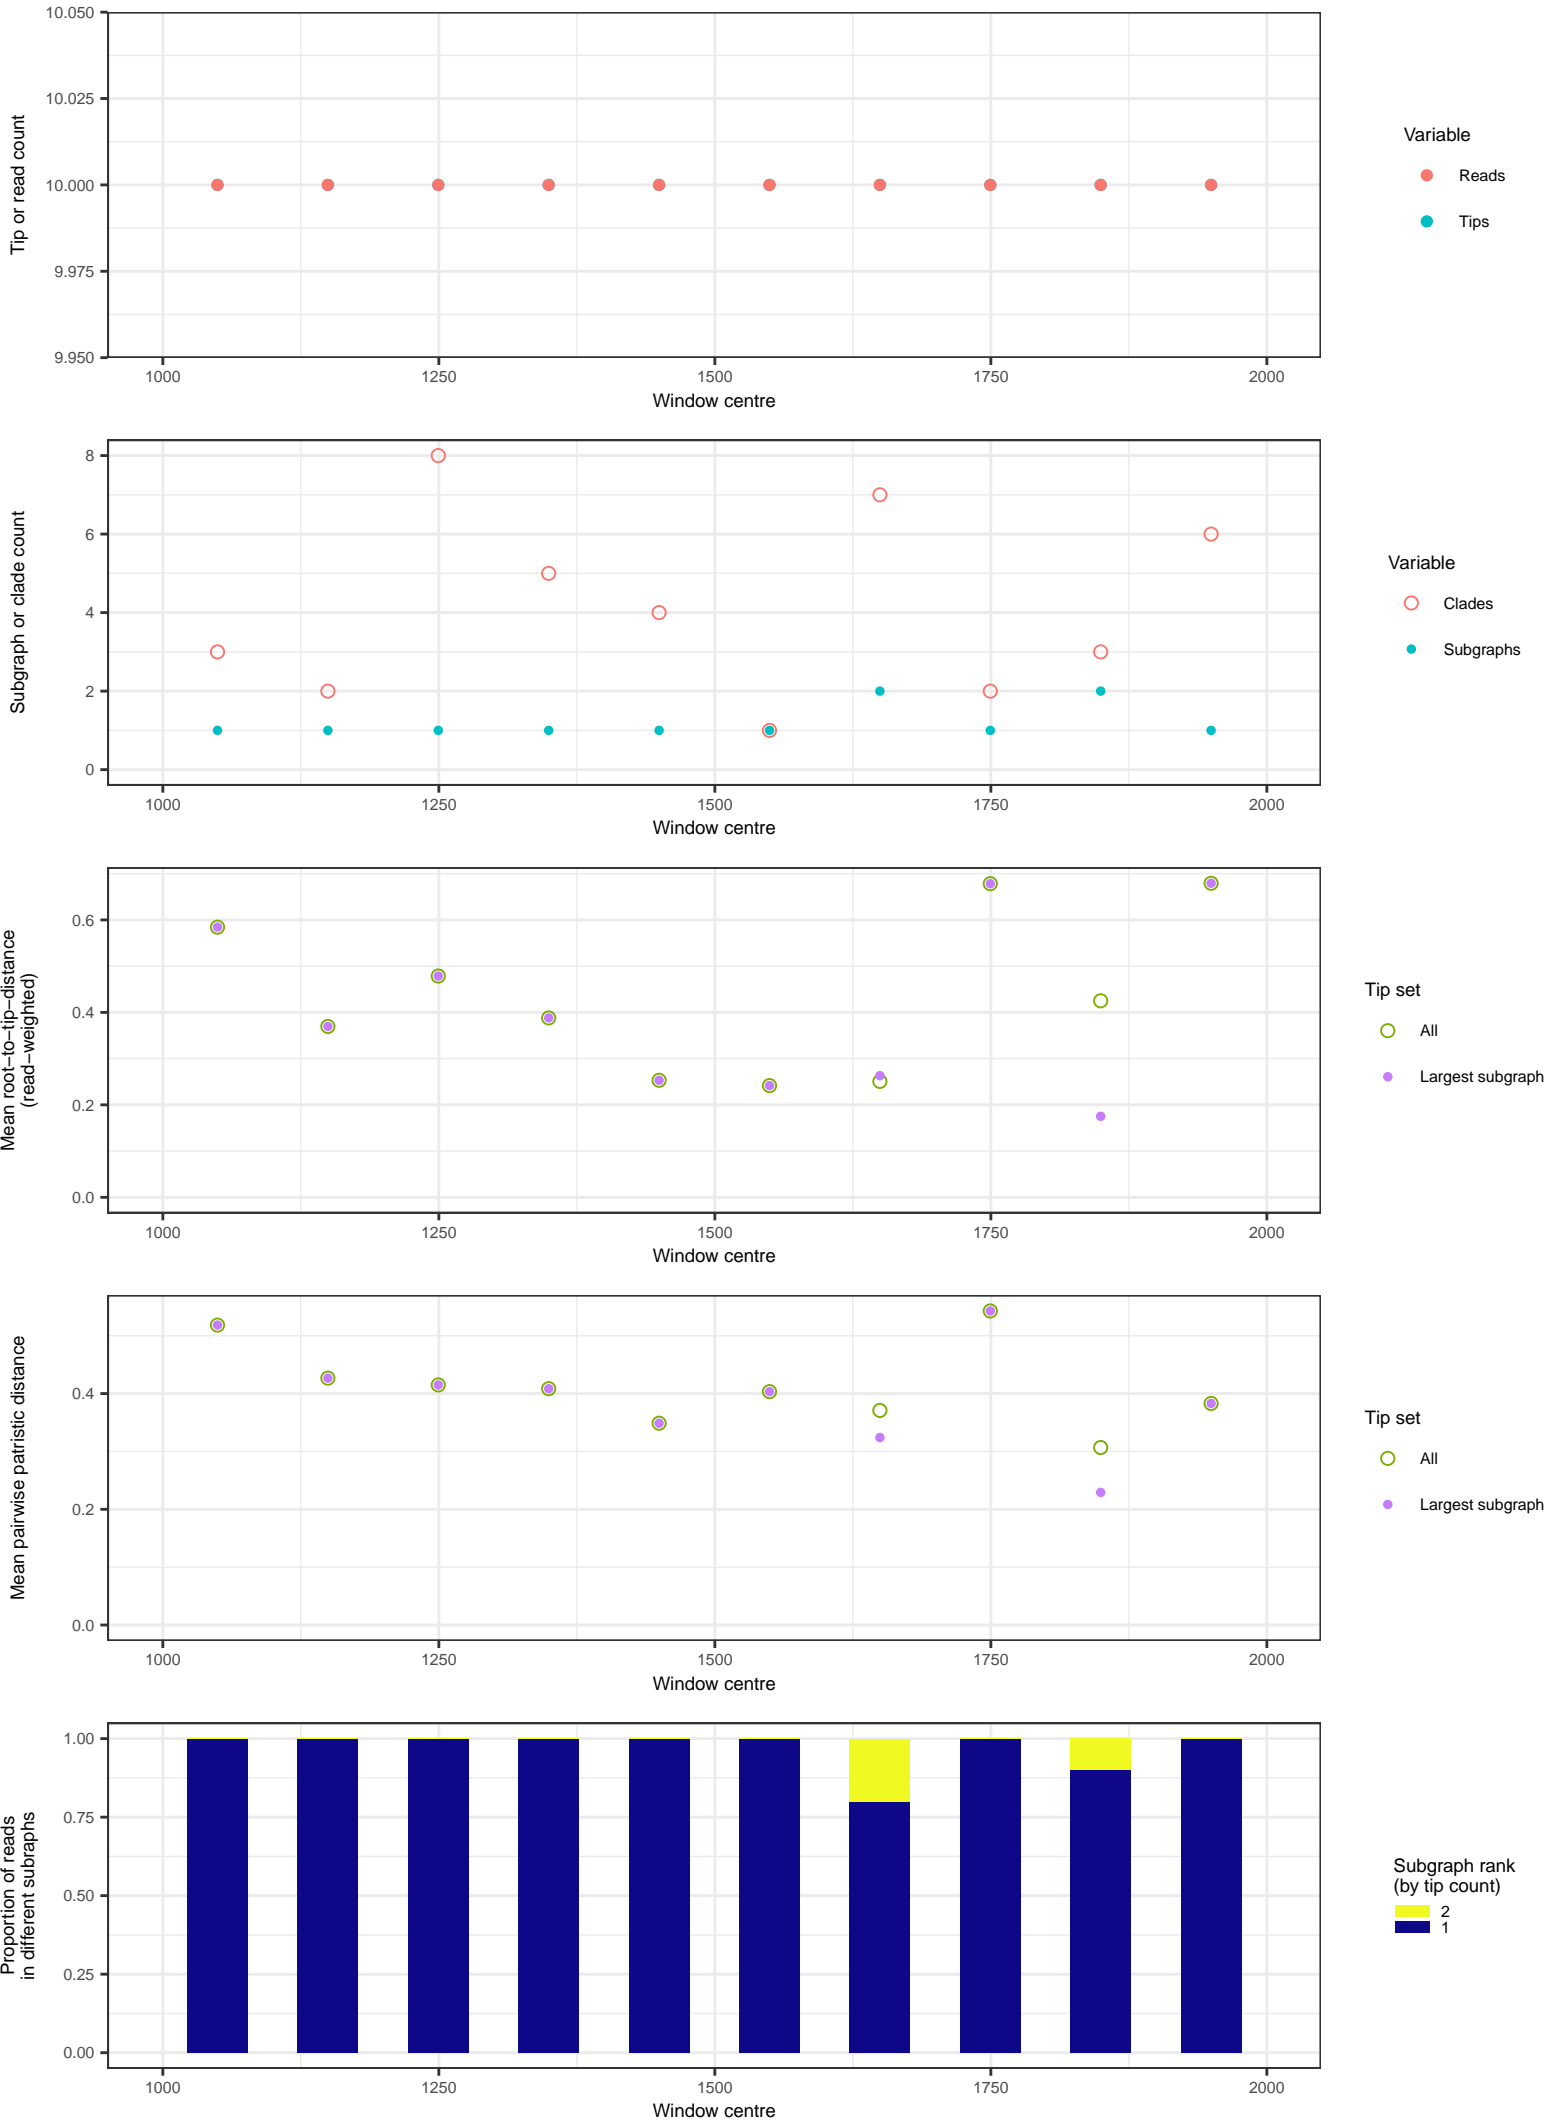 10.050
10.025
10.000
9.975
9.950
Tip or read count
1000 1250 1500 1750 2000
Window centre
Variable
Reads
Tips
8
6
4
2
0
Subgraph or clade count
1000 1250 1500 1750 2000
Window centre
Variable
Clades
Subgraphs
0.6
0.4
0.2
0.0
Mean root−to−tip−distance
(read−weighted)
1000 1250 1500 1750 2000
Window centre
Tip set
All
Largest subgraph
0.4
0.2
0.0
Mean pairwise patristic distance
1000 1250 1500 1750 2000
Window centre
Tip set
All
Largest subgraph
1.00
0.75
0.50
0.25
0.00
Proportion of reads
in different subraphs
1000 1250 1500 1750 2000
Window centre
Subgraph rank
(by tip count)
2
1